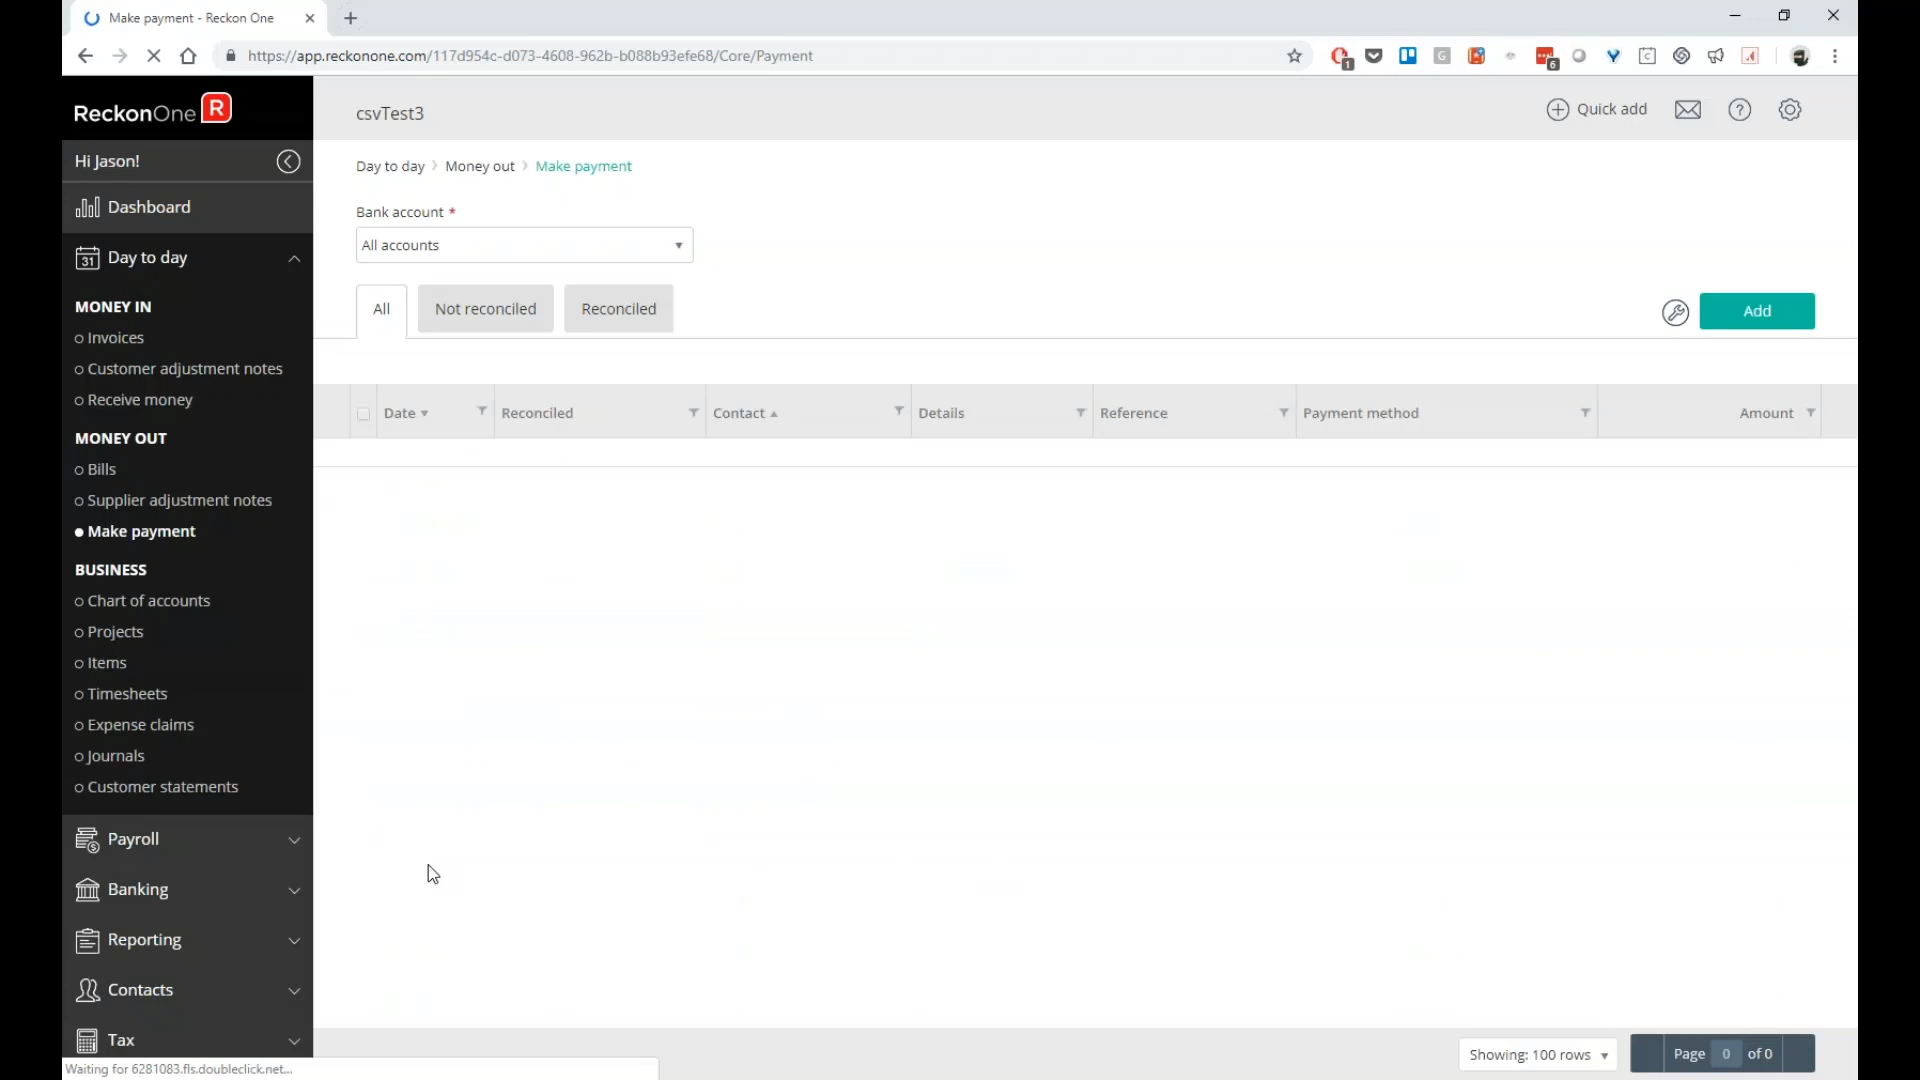 Make payment - Reckon One
https://app.reckonone.com/117d954c-d073-4608-962b-b088b93efe68/Core/Payment
1
G
6
C
ReckonOne R
csvTest3
Quick add
?
Hi Jason!
Day to day Money out Make payment
Dashboard
Bank account *
All accounts
31 Day to day
All Not reconciled Reconciled
Add
MONEY IN
Invoices
Customer adjustment notes
Receive money
Date Reconciled Contact Details Reference Payment method Amount
MONEY OUT
Bills
Supplier adjustment notes
Make payment
BUSINESS
Chart of accounts
Projects
Items
Timesheets
Expense claims
Journals
Customer statements
Payroll
Banking
Reporting
Contacts
Tax
Showing: 100 rows Page 0 of 0
Waiting for 6281083.fls.doubleclick.net...